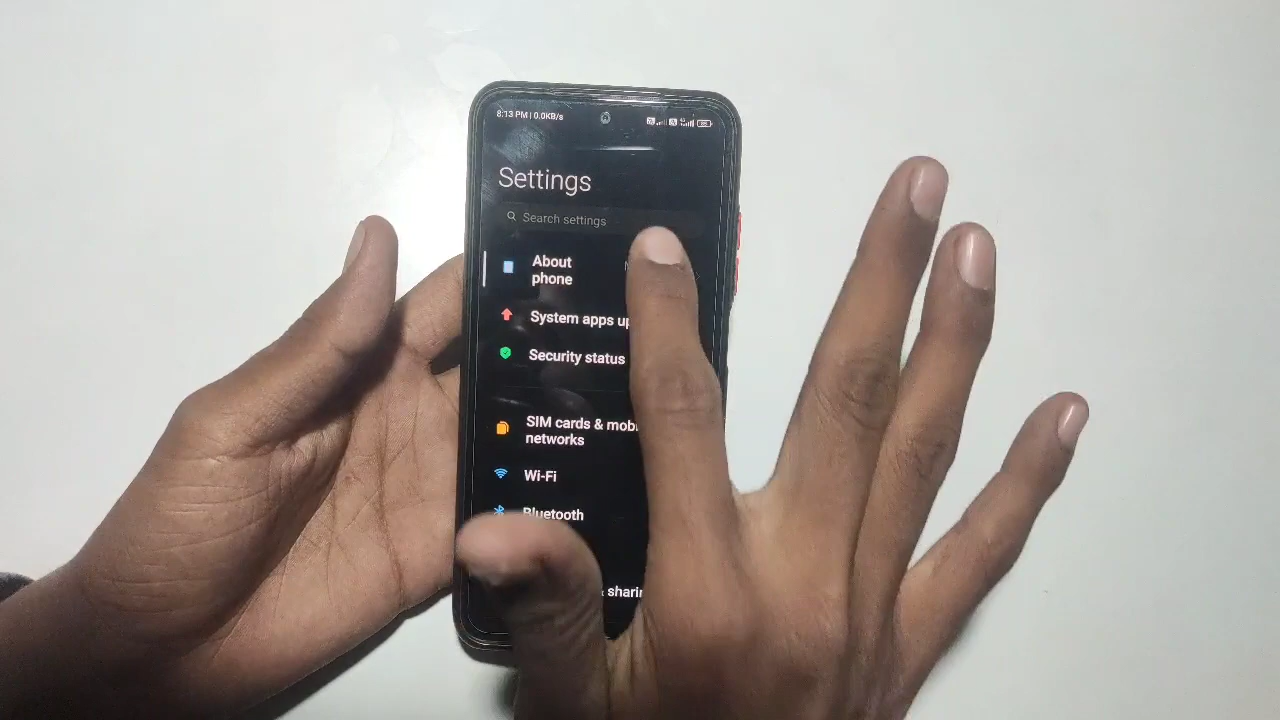 8:13 PM | 0.0KB/s
Settings
Search settings
About
phone
System apps up
Security status
SIM cards & mobi
networks
Wi-Fi
Bluetooth
& sharin